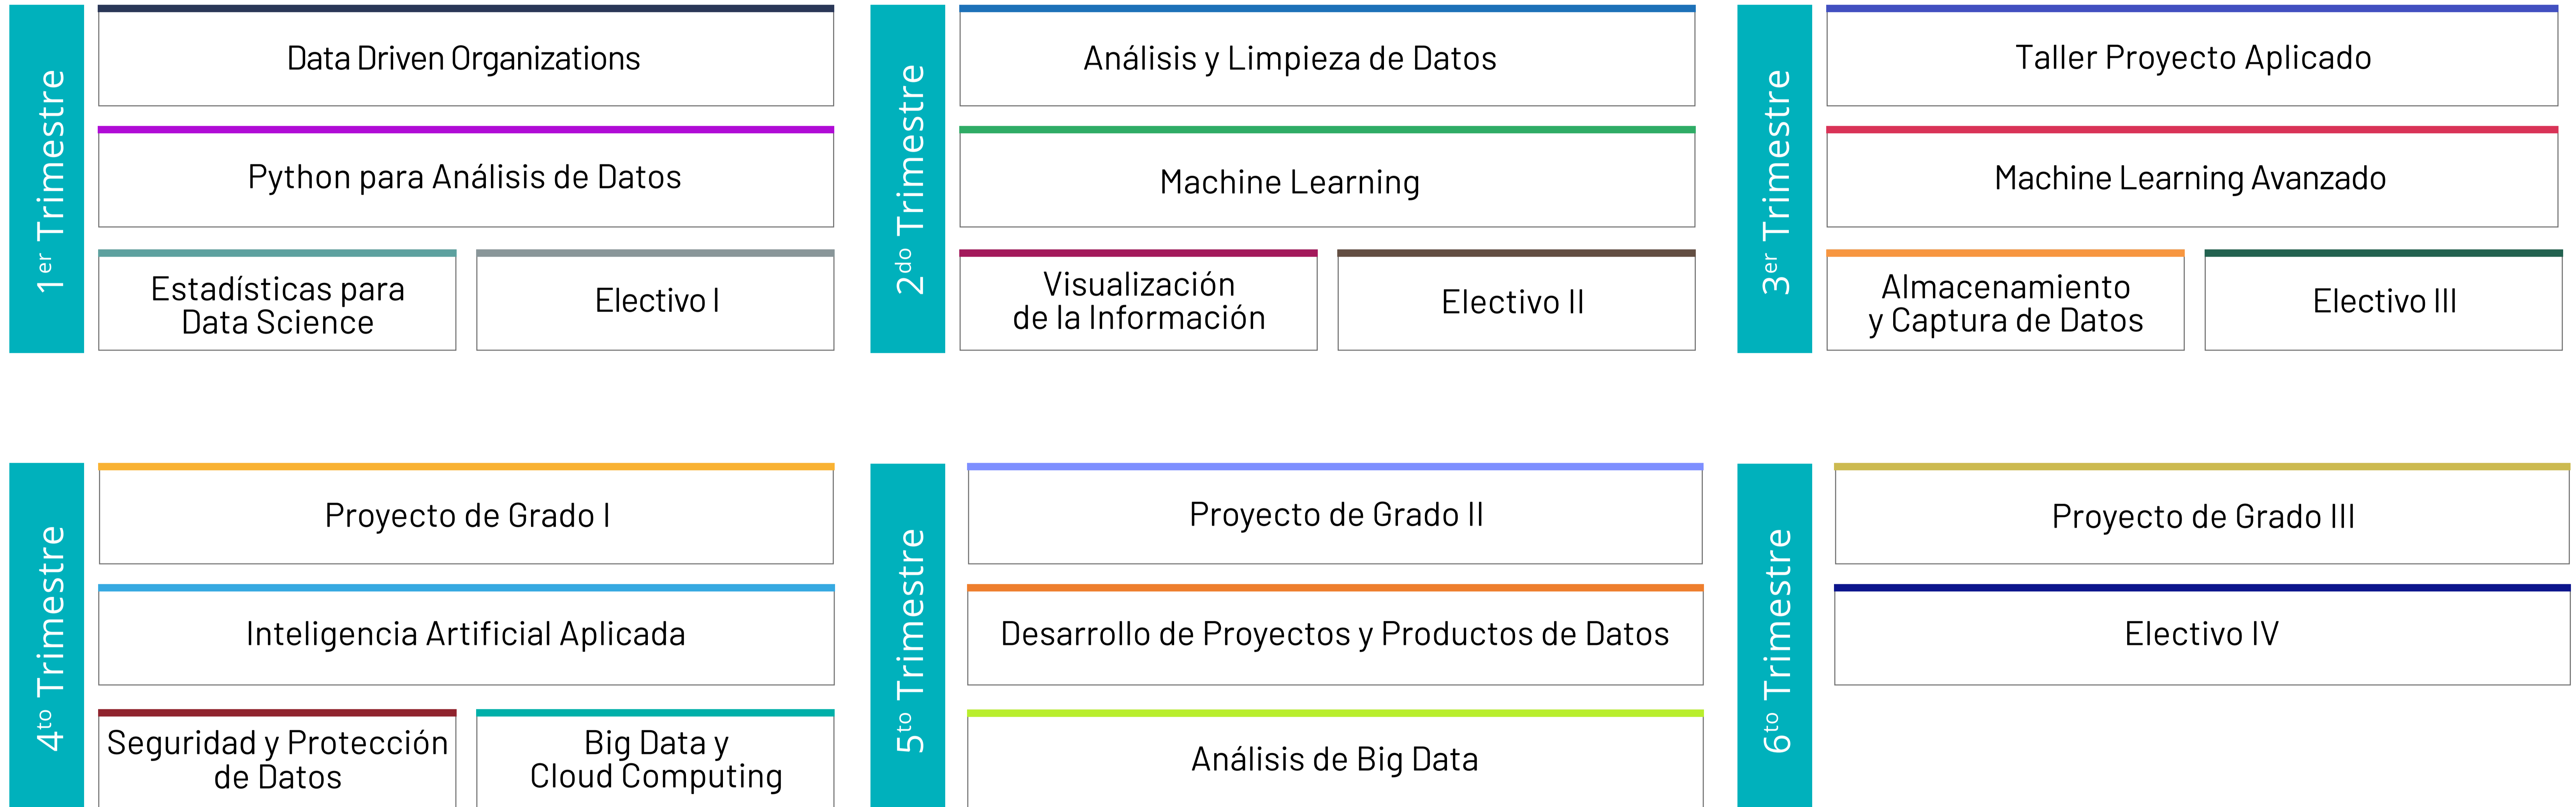 1er Trimestre
Data Driven Organizations
Python para Análisis de Datos
Estadísticas para
Data Science
Electivo I
2do Trimestre
Análisis y Limpieza de Datos
Machine Learning
Visualización
de la Información
Electivo II
3er Trimestre
Taller Proyecto Aplicado
Machine Learning Avanzado
Almacenamiento
y Captura de Datos
Electivo III
4to Trimestre
Proyecto de Grado I
Inteligencia Artificial Aplicada
Seguridad y Protección
de Datos
Big Data y
Cloud Computing
5to Trimestre
Proyecto de Grado II
Desarrollo de Proyectos y Productos de Datos
Análisis de Big Data
6to Trimestre
Proyecto de Grado III
Electivo IV